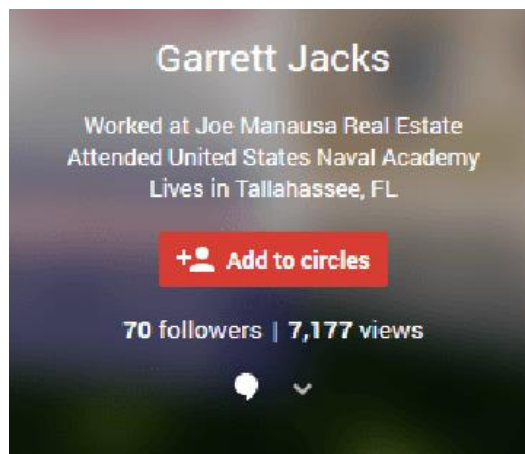 Garrett Jacks
Worked at Joe Manausa Real Estate
Attended United States Naval Academy
Lives in Tallahassee, FL
Add to circles
70 followers | 7,177 views